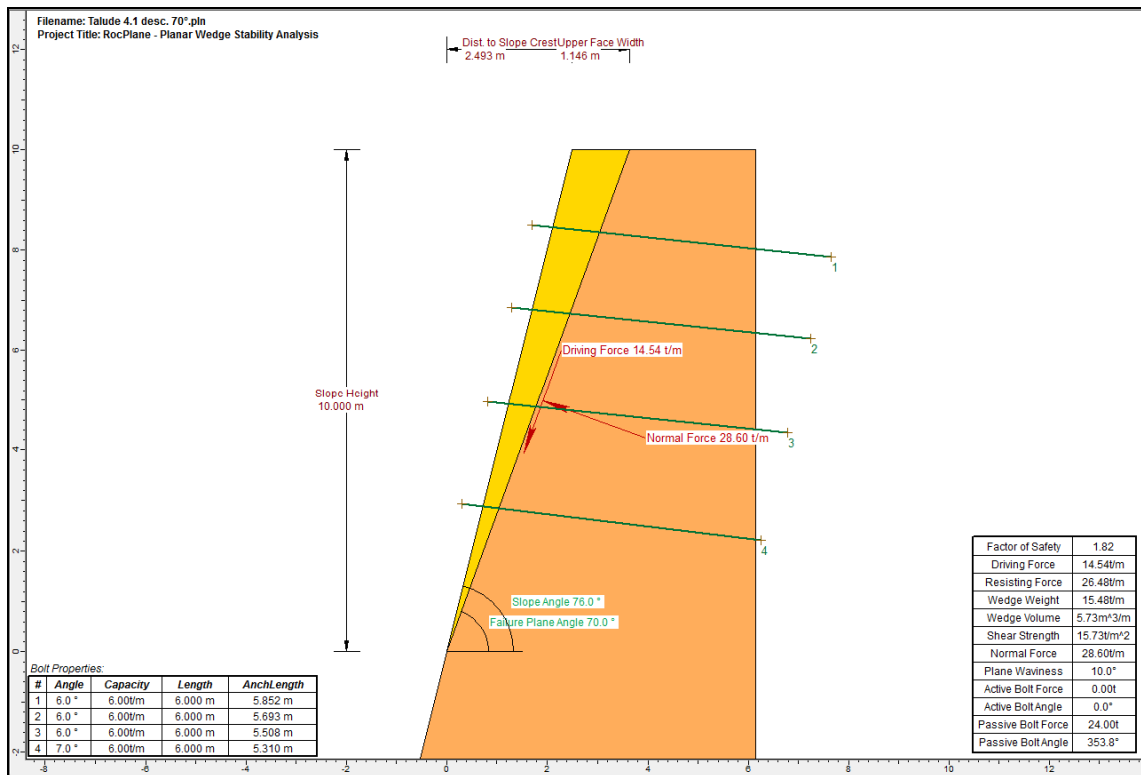 Filename: Talude 4.1 desc. 70°.pln
Project Title: RocPlane - Planar Wedge Stability Analysis
Dist. to Slope Crest Upper Face Width
2.493 m 1.146 m
Slope Height
10.000 m
1
2
Driving Force 14.54 t/m
Normal Force 28.60 t/m
3
4
Slope Angle 76.0 °
Failure Plane Angle 70.0 °
Bolt Properties:
# Angle Capacity Length AnchLength
1 6.0 ° 6.00t/m 6.000 m 5.852 m
2 6.0 ° 6.00t/m 6.000 m 5.693 m
3 6.0 ° 6.00t/m 6.000 m 5.508 m
4 7.0 ° 6.00t/m 6.000 m 5.310 m
Factor of Safety 1.82
Driving Force 14.54t/m
Resisting Force 26.48t/m
Wedge Weight 15.48t/m
Wedge Volume 5.73m^3/m
Shear Strength 15.73t/m^2
Normal Force 28.60t/m
Plane Waviness 10.0°
Active Bolt Force 0.00t
Active Bolt Angle 0.0°
Passive Bolt Force 24.00t
Passive Bolt Angle 353.8°
12
10
8
6
4
2
0
-2
-8 -6 -4 -2 0 2 4 6 8 10 12